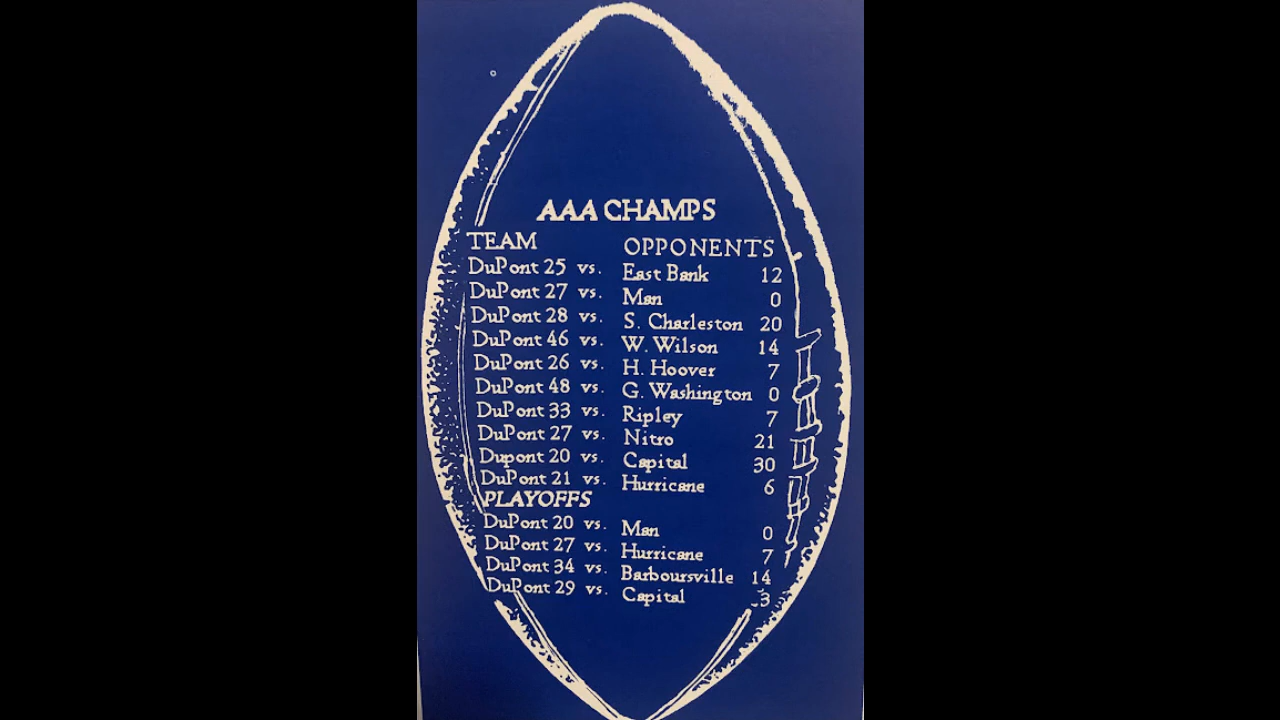 AAA CHAMPS
TEAM OPPONENTS
DuPont 25 vs. East Bank 12
DuPont 27 vs. Man 0
DuPont 28 vs. S. Charleston 20
DuPont 46 vs. W. Wilson 14
DuPont 26 vs. H. Hoover 7
DuPont 48 vs. G. Washington 0
DuPont 33 vs. Ripley 7
DuPont 27 vs. Nitro 21
Dupont 20 vs. Capital 30
DuPont 21 vs. Hurricane 6
PLAYOFFS
DuPont 20 vs. Man 0
DuPont 27 vs. Hurricane 7
DuPont 34 vs. Barboursville 14
DuPont 29 vs. Capital 3